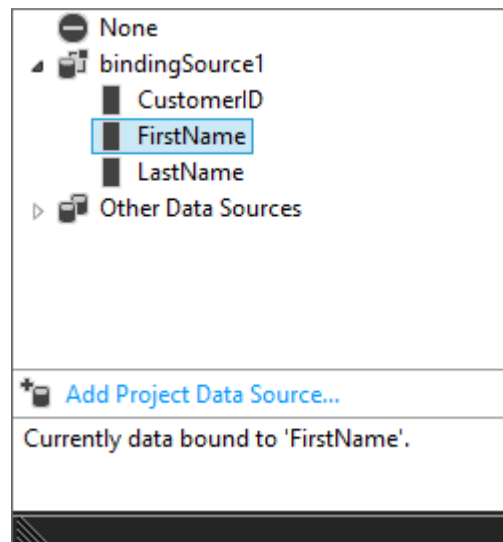 None
bindingSource1
CustomerID
FirstName
LastName
Other Data Sources
Add Project Data Source...
Currently data bound to 'FirstName'.